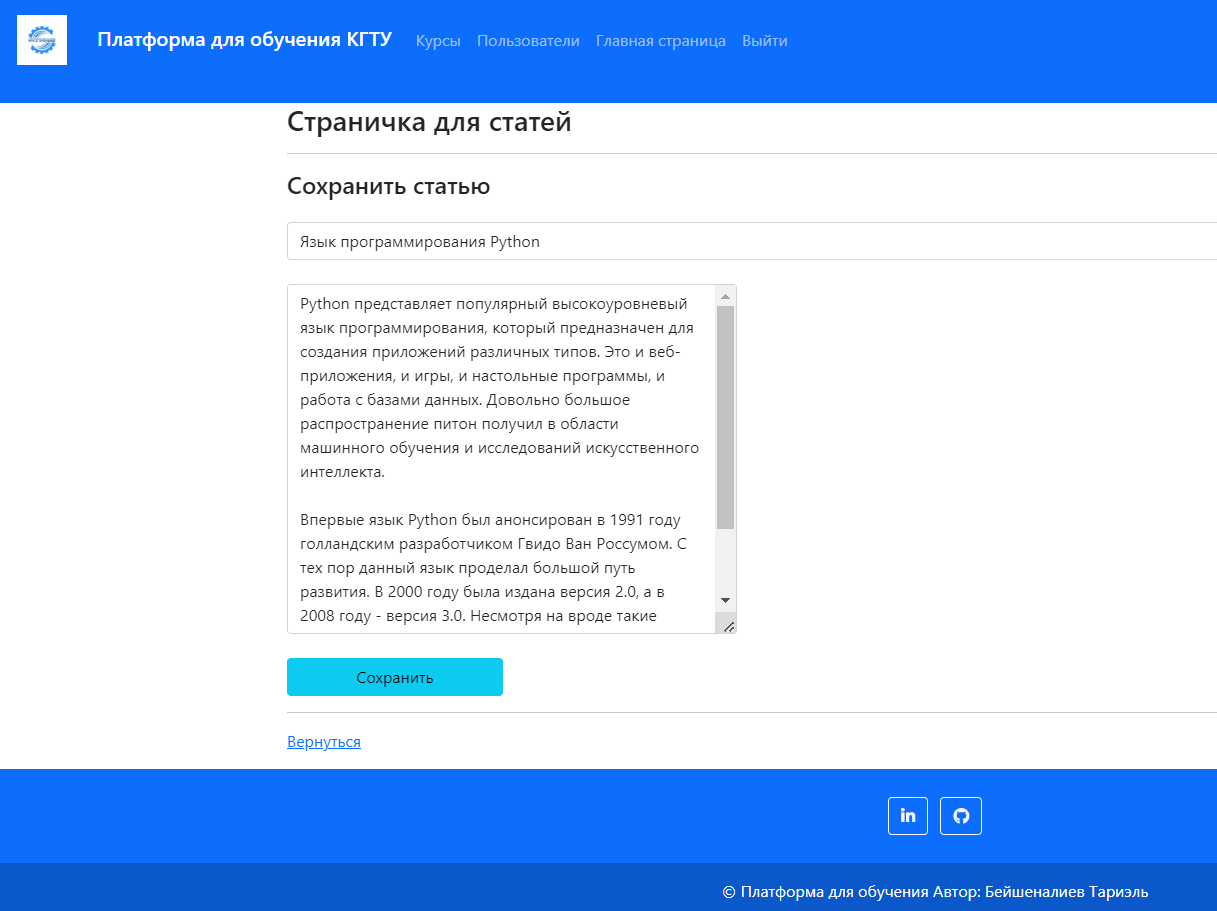 Платформа для обучения КГТУ Курсы Пользователи Главная страница Выйти
Страничка для статей
Сохранить статью
Язык программирования Python
Python представляет популярный высокоуровневый
язык программирования, который предназначен для
создания приложений различных типов. Это и веб-
приложения, и игры, и настольные программы, и
работа с базами данных. Довольно большое
распространение питон получил в области
машинного обучения и исследований искусственного
интеллекта.
Впервые язык Python был анонсирован в 1991 году
голландским разработчиком Гвидо Ван Россумом. С
тех пор данный язык проделал большой путь
развития. В 2000 году была издана версия 2.0, а в
2008 году - версия 3.0. Несмотря на вроде такие
Сохранить
Вернуться
in
© Платформа для обучения Автор: Бейшеналиев Тариэль